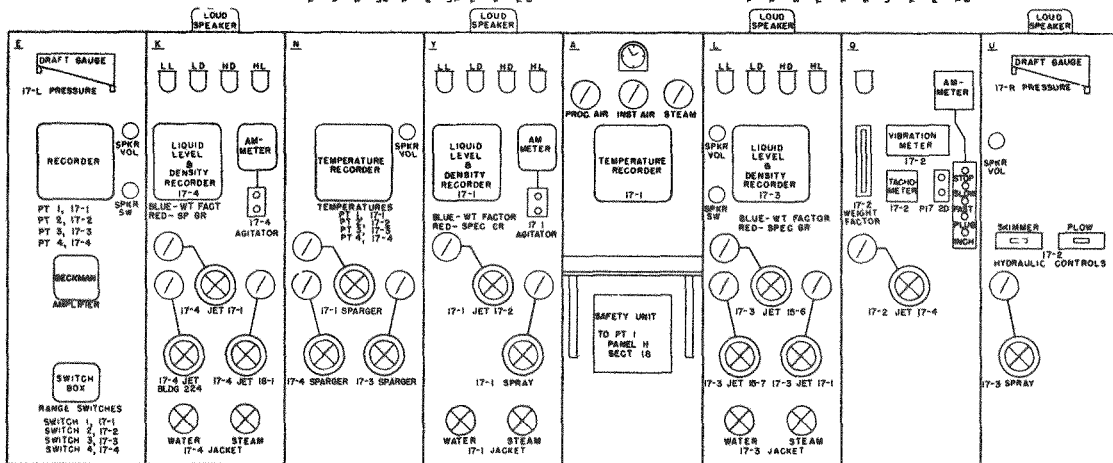 LOUD
SPEAKER
LOUD
SPEAKER
LOUD
SPEAKER
LOUD
SPEAKER
E
DRAFT GAUGE
17-L PRESSURE
RECORDER
SPKR
VOL
SPKR
SW
PT 1, 17-1
PT 2, 17-2
PT 3, 17-3
PT 4, 17-4
BECKMAN
AMPLIFIER
SWITCH
BOX
RANGE SWITCHES
SWITCH 1, 17-1
SWITCH 2, 17-2
SWITCH 3, 17-3
SWITCH 4, 17-4
K
LL LD HD HL
LIQUID
LEVEL
&
DENSITY
RECORDER
17-4
AM-
METER
BLUE-WT FACT
RED- SP GR
17-4
AGITATOR
17-4 JET 17-1
17-4 JET
BLDG 224
17-4 JET 18-1
WATER STEAM
17-4 JACKET
N
TEMPERATURE
RECORDER
SPKR
VOL
TEMPERATURES
PT 1, 17-1
PT 2, 17-2
PT 3, 17-3
PT 4, 17-4
17-1 SPARGER
17-4 SPARGER 17-3 SPARGER
Y
LL LD HD HL
LIQUID
LEVEL
&
DENSITY
RECORDER
17-1
AM
METER
BLUE-WT FACTOR
RED- SPEC CR
17 1
AGITATOR
17-1 JET 17-2
17-1 SPRAY
WATER STEAM
17-1 JACKET
A
PROC. AIR INST AIR STEAM
TEMPERATURE
RECORDER
17-1
SAFETY UNIT
TO PT 1
PANEL H
SECT 18
L
LL LD HD HL
SPKR
VOL
SPKR
SW
LIQUID
LEVEL
&
DENSITY
RECORDER
17-3
BLUE-WT FACTOR
RED- SPEC GR
17-3 JET 15-6
17-3 JET 15-7 17-3 JET 17-1
WATER STEAM
17-3 JACKET
Q
AM-
METER
VIBRATION
METER
17-2
TACHO-
METER
17-2
P17 2D
STOP
SLOW
FAST
PLUG
INCH
17-2
WEIGHT
FACTOR
17-2 JET 17-4
U
DRAFT GAUGE
17-R PRESSURE
SPKR
VOL
SKIMMER PLOW
17-2
HYDRAULIC CONTROLS
17-3 SPRAY